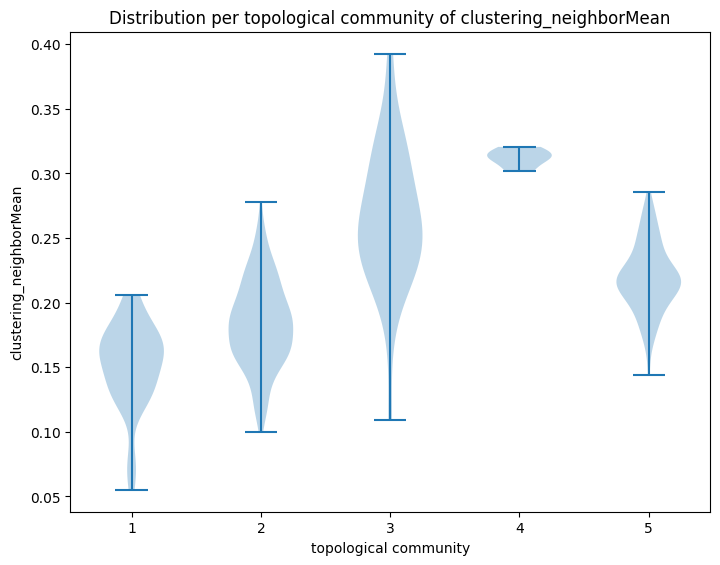 Distribution per topological community of clustering_neighborMean
clustering_neighborMean
0.40
0.35
0.30
0.25
0.20
0.15
0.10
0.05
1 2 3 4 5
topological community